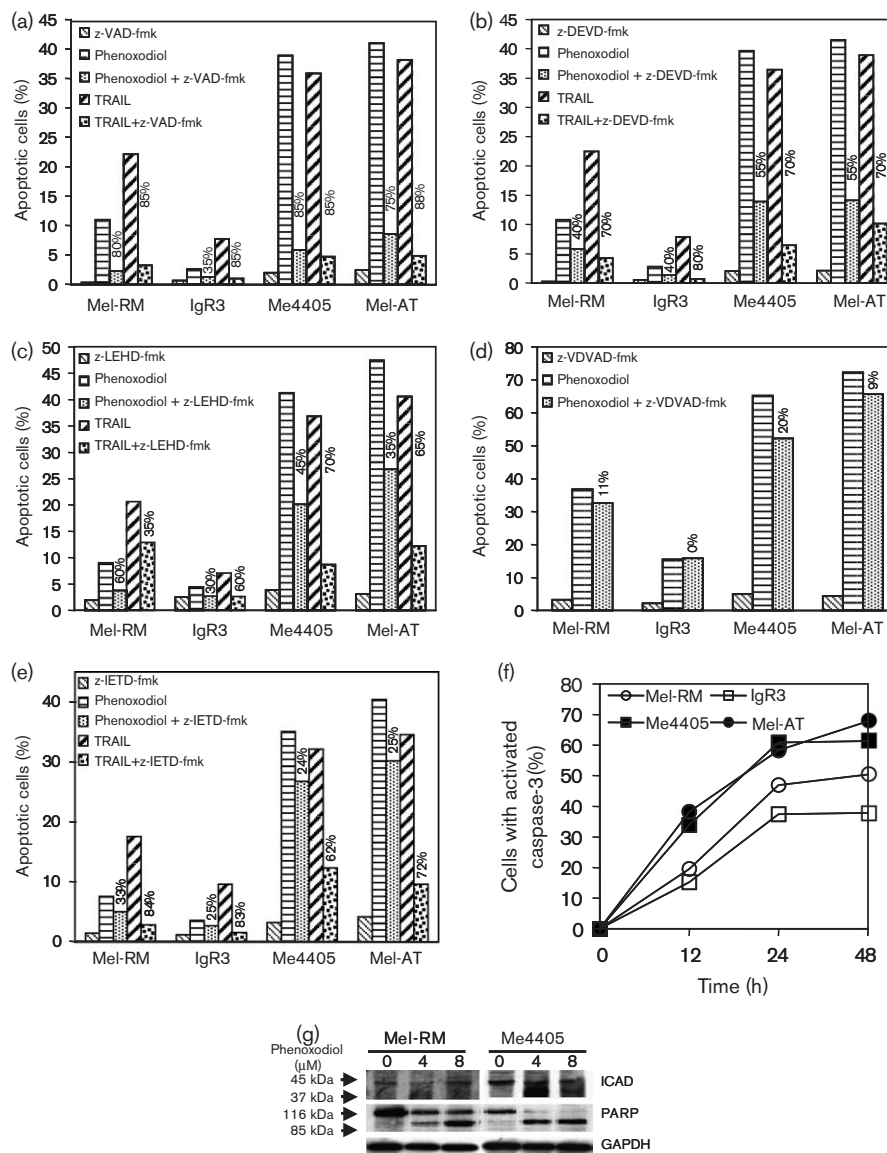 (a)
45
40
35
30
25
20
15
10
5
0
Apoptotic cells (%)
z-VAD-fmk
Phenoxodiol
Phenoxodiol + z-VAD-fmk
TRAIL
TRAIL+z-VAD-fmk
80%
85%
35%
85%
85%
85%
75%
88%
Mel-RM
IgR3
Me4405
Mel-AT
(b)
45
40
35
30
25
20
15
10
5
0
Apoptotic cells (%)
z-DEVD-fmk
Phenoxodiol
Phenoxodiol + z-DEVD-fmk
TRAIL
TRAIL+z-DEVD-fmk
40%
70%
40%
80%
55%
70%
55%
70%
Mel-RM
IgR3
Me4405
Mel-AT
(c)
50
45
40
35
30
25
20
15
10
5
0
Apoptotic cells (%)
z-LEHD-fmk
Phenoxodiol
Phenoxodiol + z-LEHD-fmk
TRAIL
TRAIL+z-LEHD-fmk
60%
35%
30%
60%
45%
70%
35%
65%
Mel-RM
IgR3
Me4405
Mel-AT
(d)
80
70
60
50
40
30
20
10
0
Apoptotic cells (%)
z-VDVAD-fmk
Phenoxodiol
Phenoxodiol + z-VDVAD-fmk
11%
0%
20%
9%
Mel-RM
IgR3
Me4405
Mel-AT
(e)
40
30
20
10
0
Apoptotic cells (%)
z-IETD-fmk
Phenoxodiol
Phenoxodiol + z-IETD-fmk
TRAIL
TRAIL+z-IETD-fmk
33%
84%
25%
83%
24%
62%
25%
72%
Mel-RM
IgR3
Me4405
Mel-AT
(f)
80
70
60
50
40
30
20
10
0
Cells with activated
caspase-3 (%)
Mel-RM
IgR3
Me4405
Mel-AT
0
12
24
48
Time (h)
(g)
Mel-RM
Me4405
Phenoxodiol
(μM)
0 4 8 0 4 8
45 kDa
ICAD
37 kDa
116 kDa
PARP
85 kDa
GAPDH